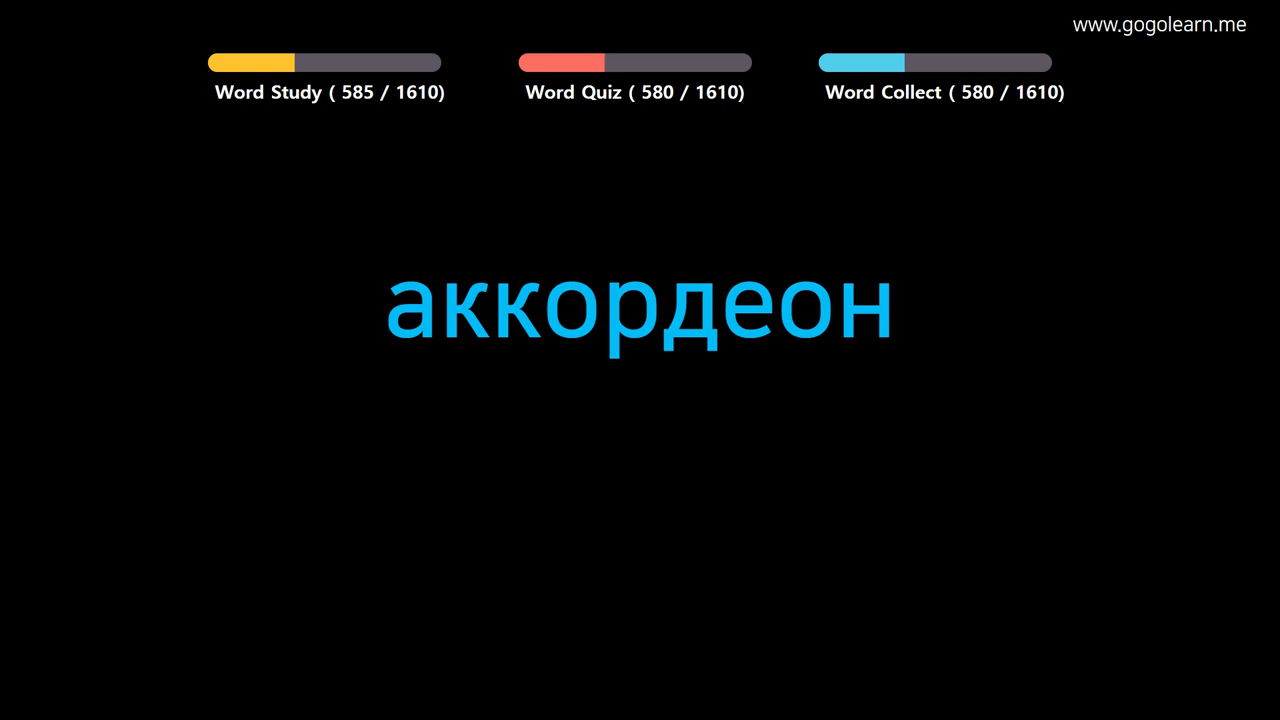 www.gogolearn.me
Word Study ( 585 / 1610)
Word Quiz ( 580 / 1610)
Word Collect ( 580 / 1610)
аккордеон